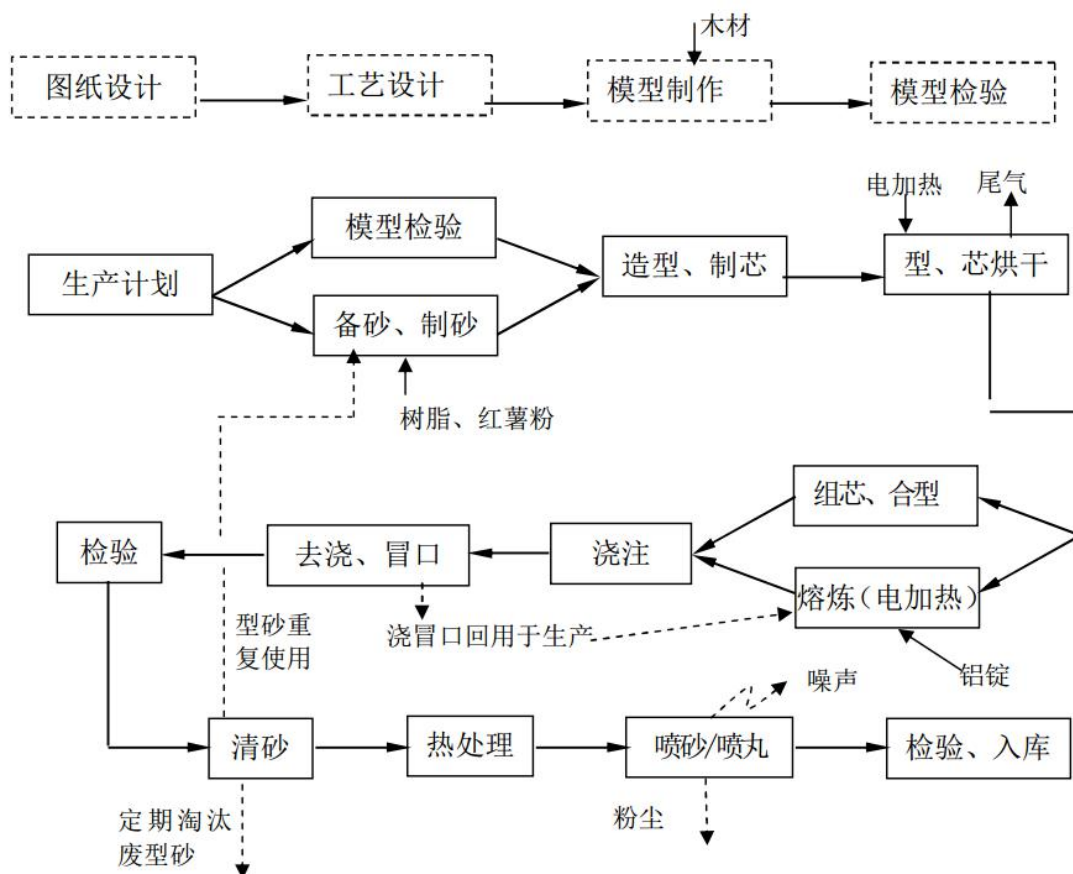 木材
图纸设计
工艺设计
模型制作
模型检验
电加热
尾气
模型检验
生产计划
造型、制芯
型、芯烘干
备砂、制砂
树脂、红薯粉
组芯、合型
检验
去浇、冒口
浇注
熔炼（电加热）
型砂重
复使用
浇冒口回用于生产
铝锭
噪声
清砂
热处理
喷砂/喷丸
检验、入库
定期淘汰
废型砂
粉尘